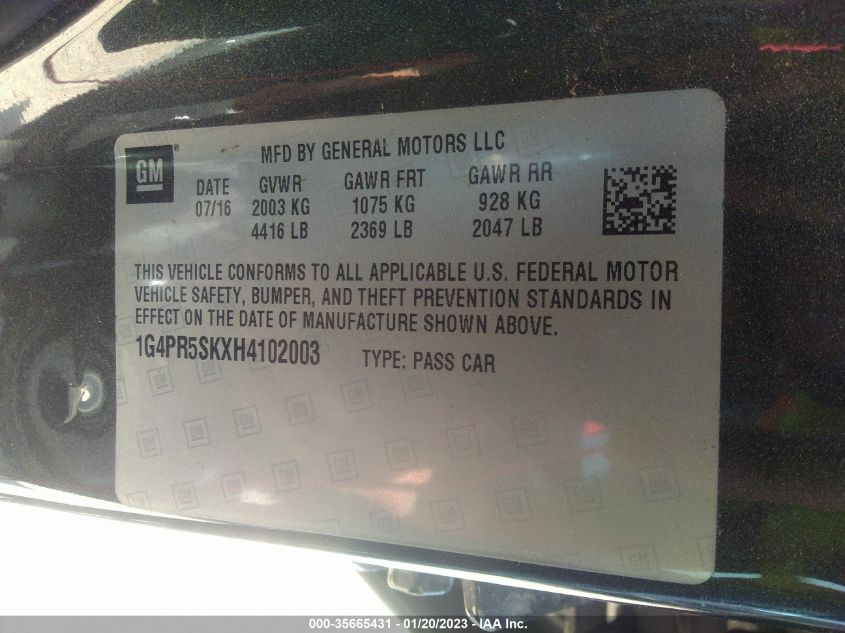 GM ®
MFD BY GENERAL MOTORS LLC
DATE GVWR GAWR FRT GAWR RR
07/16 2003 KG 1075 KG 928 KG
4416 LB 2369 LB 2047 LB
THIS VEHICLE CONFORMS TO ALL APPLICABLE U.S. FEDERAL MOTOR
VEHICLE SAFETY, BUMPER, AND THEFT PREVENTION STANDARDS IN
EFFECT ON THE DATE OF MANUFACTURE SHOWN ABOVE.
1G4PR5SKXH4102003 TYPE: PASS CAR
000-35665431 - 01/20/2023 - IAA Inc.